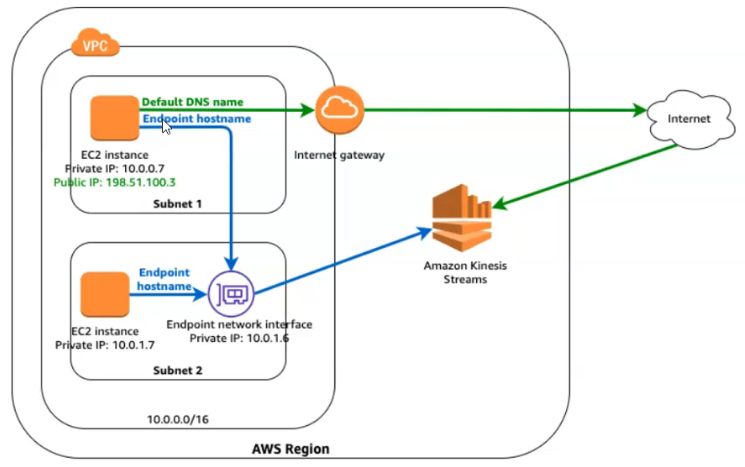 VPC
Default DNS name
Endpoint hostname
EC2 instance
Private IP: 10.0.0.7
Public IP: 198.51.100.3
Subnet 1
Internet gateway
Internet
Amazon Kinesis
Streams
Endpoint
hostname
EC2 instance
Private IP: 10.0.1.7
Endpoint network interface
Private IP: 10.0.1.6
Subnet 2
10.0.0.0/16
AWS Region